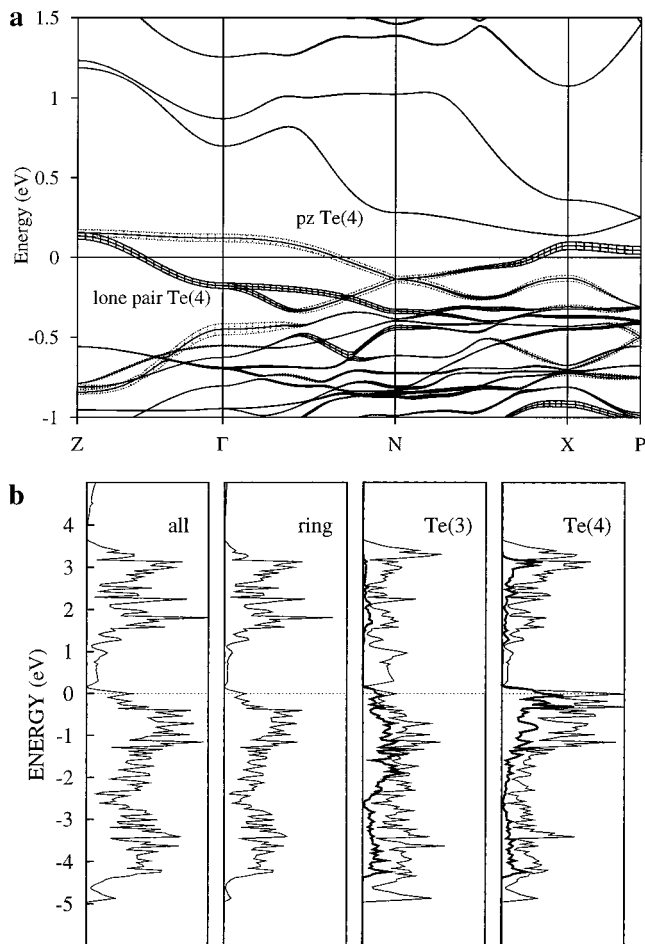 a
1.5
1
0.5
0
-0.5
-1
Energy (eV)
pz Te(4)
lone pair Te(4)
Z Γ N X P
b
all ring Te(3) Te(4)
4
3
2
1
0
-1
-2
-3
-4
-5
ENERGY (eV)